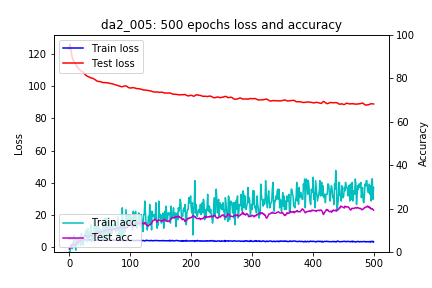 da2_005: 500 epochs loss and accuracy
Train loss
Test loss
Train acc
Test acc
Loss
Accuracy
120
100
80
60
40
20
0
100
80
60
40
20
0
0
100
200
300
400
500